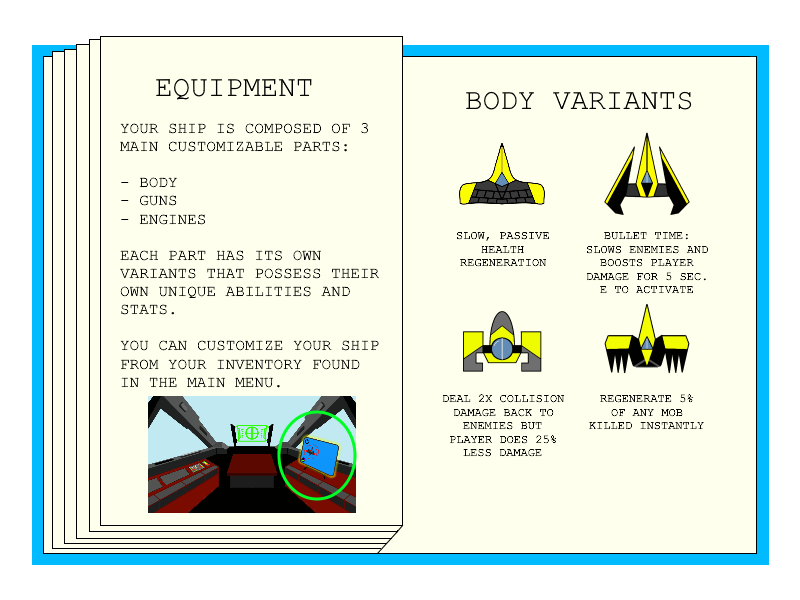 EQUIPMENT
YOUR SHIP IS COMPOSED OF 3
MAIN CUSTOMIZABLE PARTS:
- BODY
- GUNS
- ENGINES
EACH PART HAS ITS OWN
VARIANTS THAT POSSESS THEIR
OWN UNIQUE ABILITIES AND
STATS.
YOU CAN CUSTOMIZE YOUR SHIP
FROM YOUR INVENTORY FOUND
IN THE MAIN MENU.
BODY VARIANTS
SLOW, PASSIVE
HEALTH
REGENERATION
BULLET TIME:
SLOWS ENEMIES AND
BOOSTS PLAYER
DAMAGE FOR 5 SEC.
E TO ACTIVATE
DEAL 2X COLLISION
DAMAGE BACK TO
ENEMIES BUT
PLAYER DOES 25%
LESS DAMAGE
REGENERATE 5%
OF ANY MOB
KILLED INSTANTLY